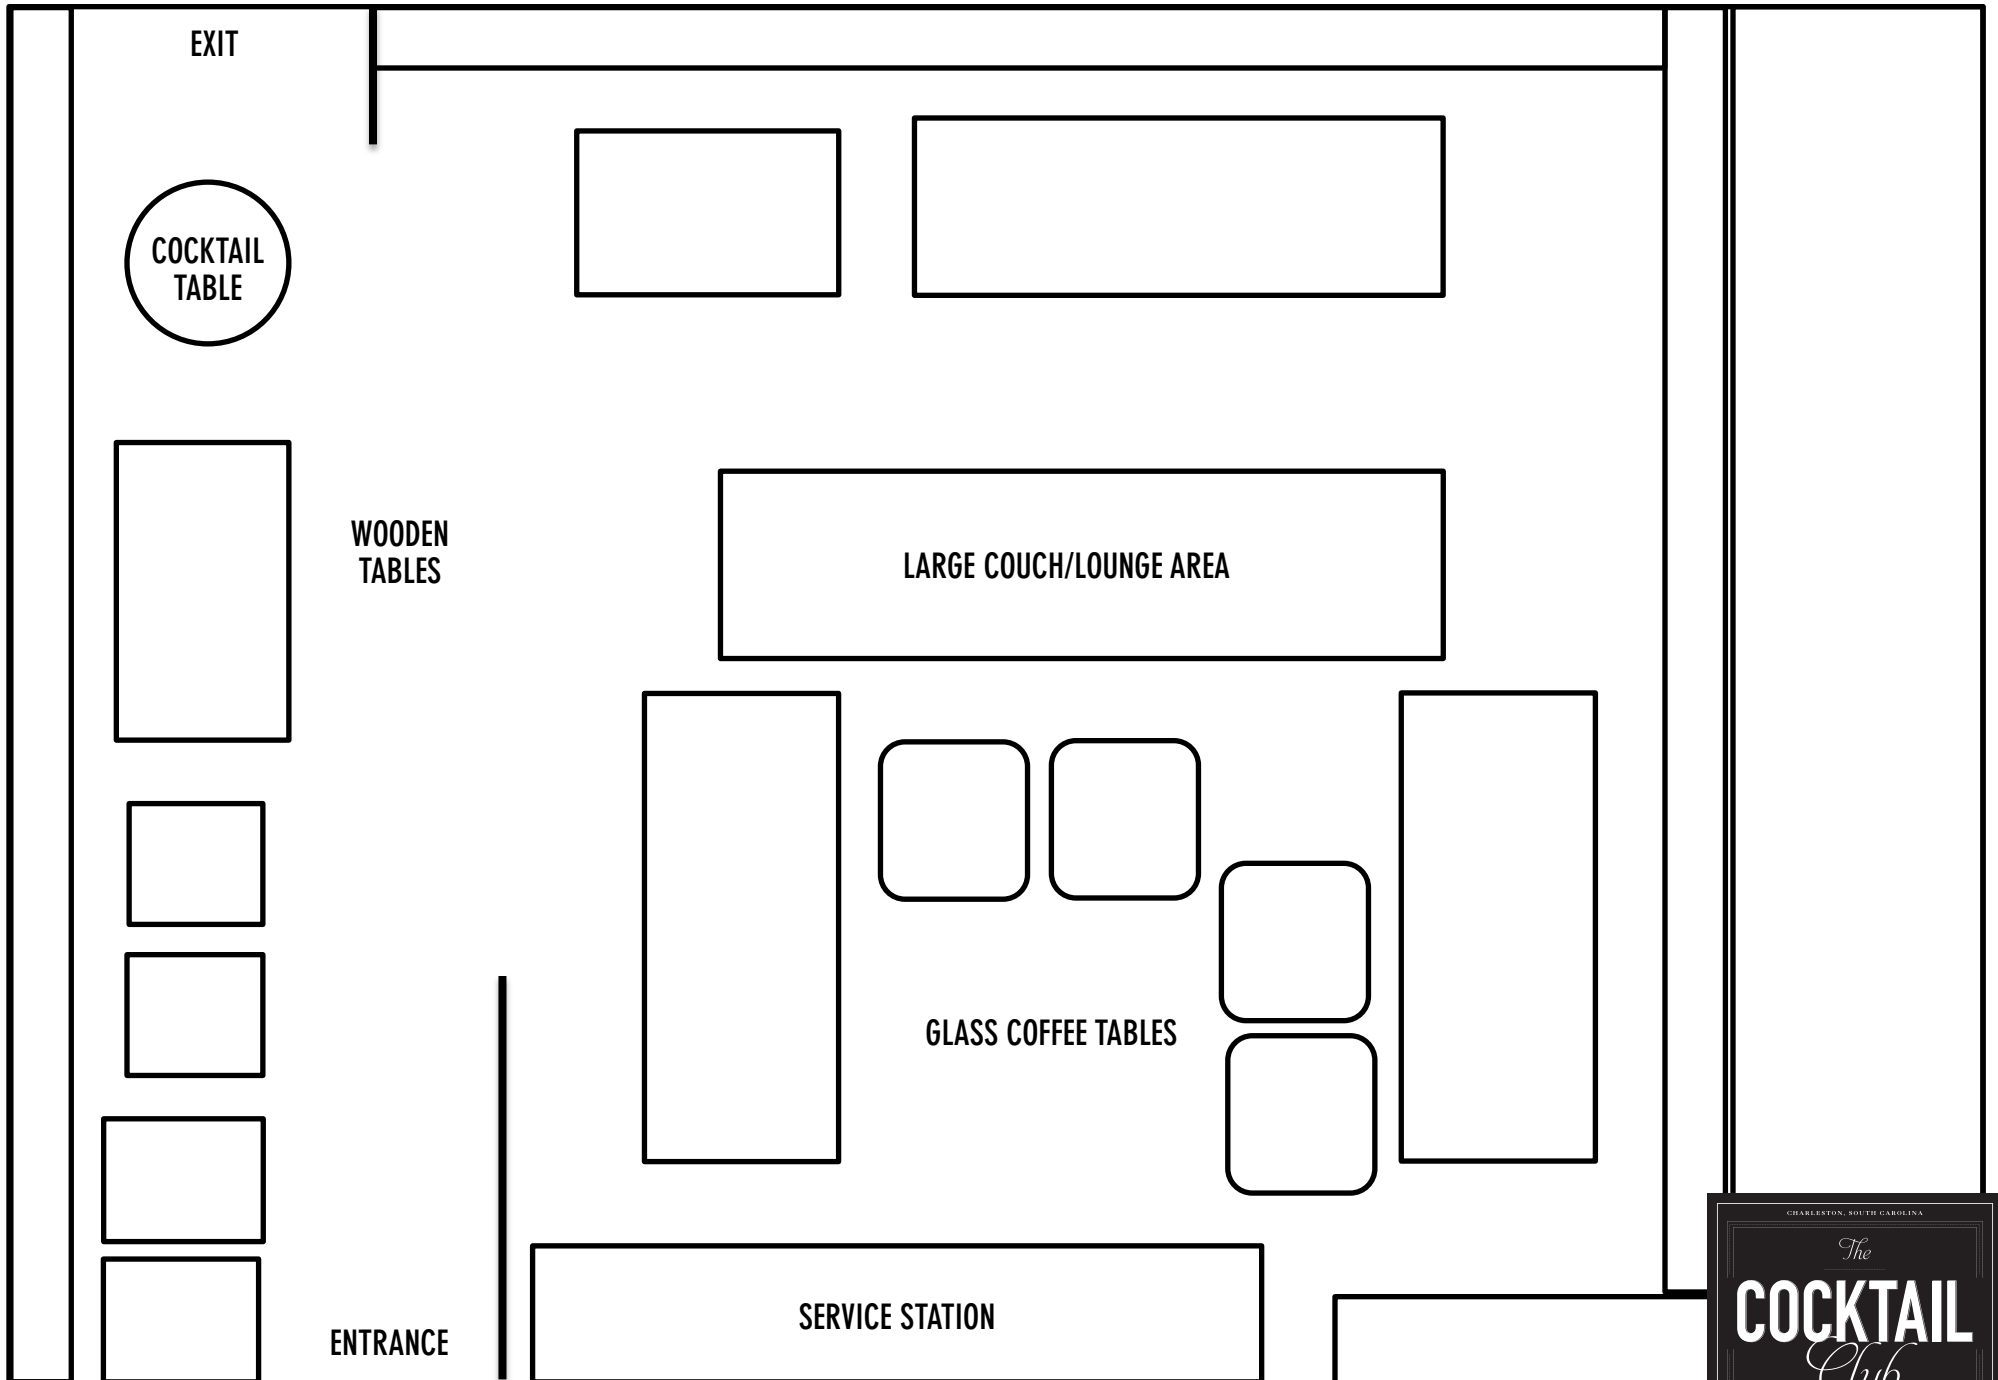 EXIT
COCKTAIL
TABLE
WOODEN
TABLES
LARGE COUCH/LOUNGE AREA
GLASS COFFEE TABLES
SERVICE STATION
ENTRANCE
CHARLESTON, SOUTH CAROLINA
The
COCKTAIL
Club